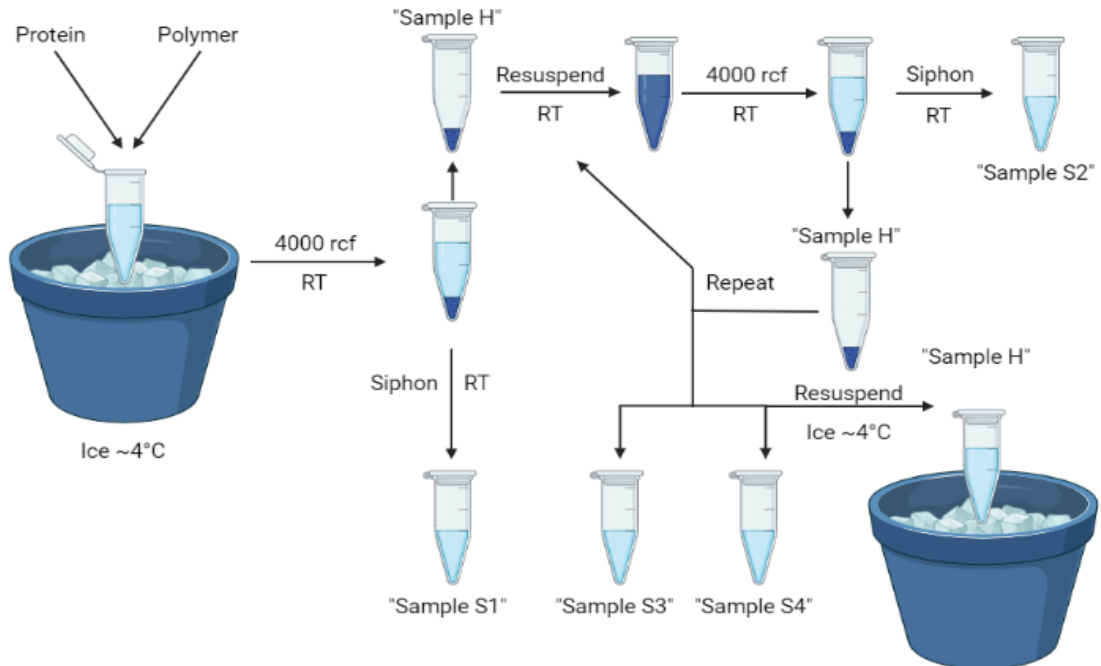 Protein
Polymer
Ice ~4°C
4000 rcf
RT
"Sample H"
Siphon
RT
"Sample S1"
Resuspend
RT
4000 rcf
RT
Siphon
RT
"Sample S2"
"Sample H"
Repeat
"Sample S3"
"Sample S4"
"Sample H"
Resuspend
Ice ~4°C